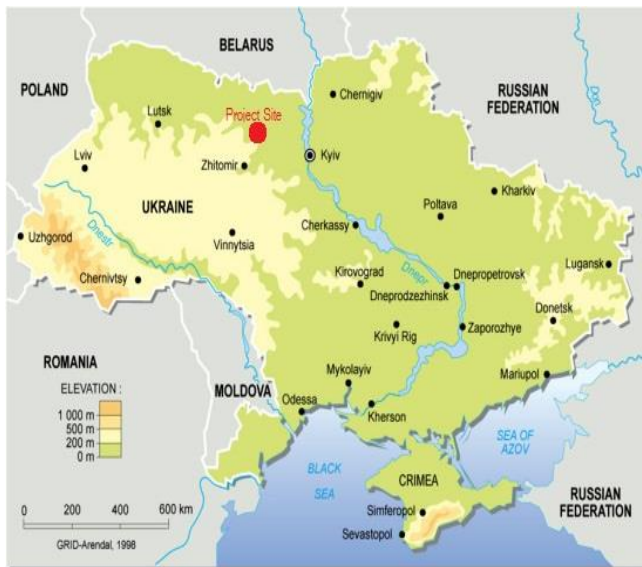 BELARUS
POLAND
RUSSIAN
FEDERATION
Don
Chernigiv
Lutsk
Project Site
Kyiv
Lviv
Zhitomir
Kharkiv
UKRAINE
Poltava
Cherkassy
Dnestr
Uzhgorod
Vinnytsia
Lugansk
Kirovograd
Dnepr
Dnepropetrovsk
Chernivtsy
Dneprodzezhinsk
Donetsk
Krivyi Rig
Zaporozhye
ROMANIA
Mykolayiv
Mariupol
ELEVATION :
MOLDOVA
1 000 m
500 m
200 m
0 m
Odessa
Kherson
SEA OF
AZOV
BLACK
SEA
CRIMEA
Simferopol
Sevastopol
RUSSIAN
FEDERATION
0 200 400 600 km
GRID-Arendal, 1998